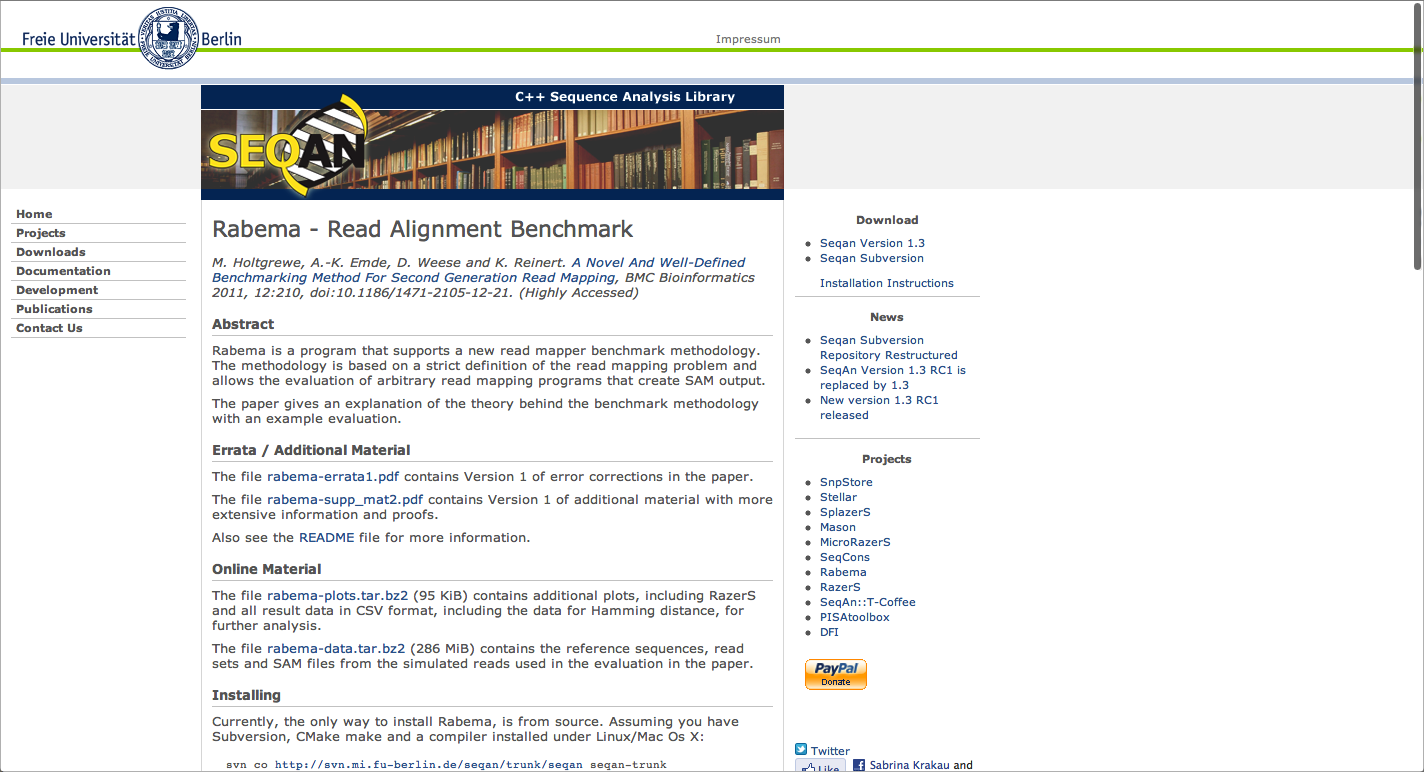 Freie Universität Berlin
Impressum
C++ Sequence Analysis Library
SEQAN
Home
Projects
Downloads
Documentation
Development
Publications
Contact Us
Rabema - Read Alignment Benchmark
M. Holtgrewe, A.-K. Emde, D. Weese and K. Reinert. A Novel And Well-Defined
Benchmarking Method For Second Generation Read Mapping, BMC Bioinformatics
2011, 12:210, doi:10.1186/1471-2105-12-21. (Highly Accessed)
Abstract
Rabema is a program that supports a new read mapper benchmark methodology.
The methodology is based on a strict definition of the read mapping problem and
allows the evaluation of arbitrary read mapping programs that create SAM output.
The paper gives an explanation of the theory behind the benchmark methodology
with an example evaluation.
Errata / Additional Material
The file rabema-errata1.pdf contains Version 1 of error corrections in the paper.
The file rabema-supp_mat2.pdf contains Version 1 of additional material with more
extensive information and proofs.
Also see the README file for more information.
Online Material
The file rabema-plots.tar.bz2 (95 KiB) contains additional plots, including RazerS
and all result data in CSV format, including the data for Hamming distance, for
further analysis.
The file rabema-data.tar.bz2 (286 MiB) contains the reference sequences, read
sets and SAM files from the simulated reads used in the evaluation in the paper.
Installing
Currently, the only way to install Rabema, is from source. Assuming you have
Subversion, CMake make and a compiler installed under Linux/Mac Os X:
svn co http://svn.mi.fu-berlin.de/seqan/trunk/seqan seqan-trunk
Download
Seqan Version 1.3
Seqan Subversion
Installation Instructions
News
Seqan Subversion
Repository Restructured
SeqAn Version 1.3 RC1 is
replaced by 1.3
New version 1.3 RC1
released
Projects
SnpStore
Stellar
SplazerS
Mason
MicroRazerS
SeqCons
Rabema
RazerS
SeqAn::T-Coffee
PISAtoolbox
DFI
PayPal
Donate
Twitter
Like
Sabrina Krakau and